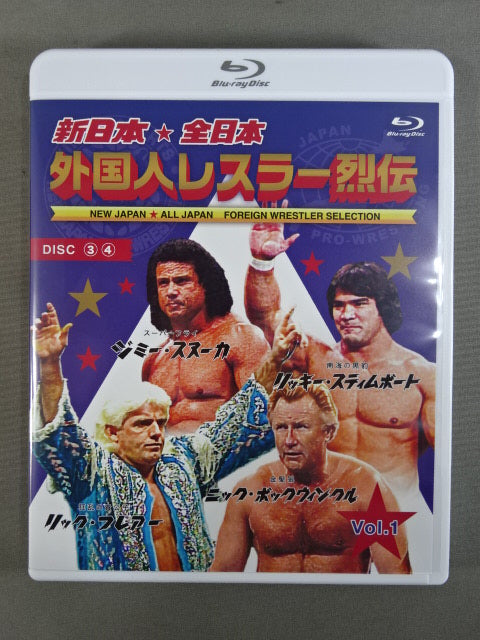 Blu-ray Disc
BLU-RAY Disc
新日本★全日本
外国人レスラー烈伝
NEW JAPAN ★ ALL JAPAN FOREIGN WRESTLER SELECTION
DISC ③④
スーパーフライ
ジミー・スヌーカ
南海の黒豹
リッキー・スティムボート
リック・フレアー
ニック・ボックウィンクル
Vol.1
JAPAN
PRO-WRES